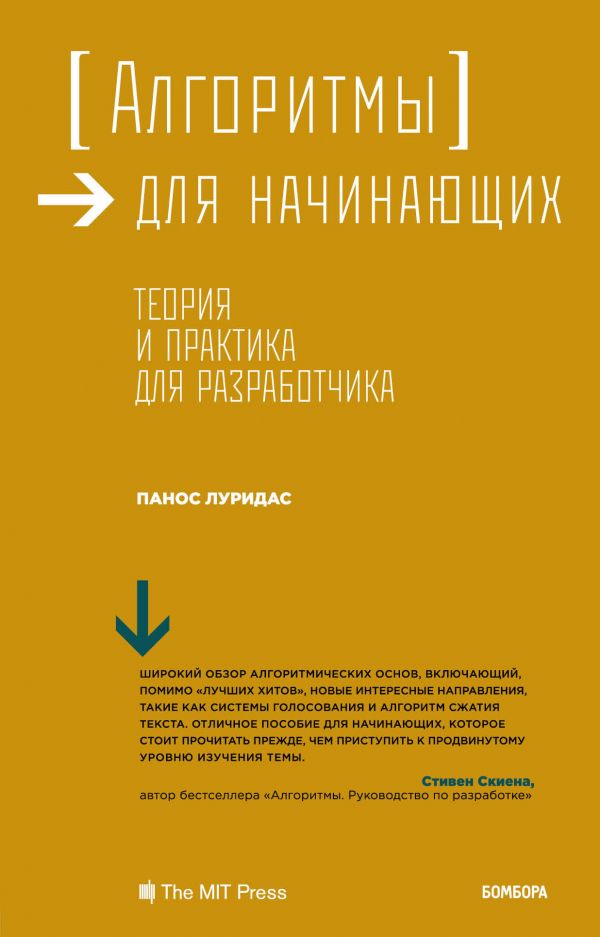 [Алгоритмы]
→ для начинающих
Теория
и практика
для разработчика
ПАНОС ЛУРИДАС
ШИРОКИЙ ОБЗОР АЛГОРИТМИЧЕСКИХ ОСНОВ, ВКЛЮЧАЮЩИЙ,
ПОМИМО «ЛУЧШИХ ХИТОВ», НОВЫЕ ИНТЕРЕСНЫЕ НАПРАВЛЕНИЯ,
ТАКИЕ КАК СИСТЕМЫ ГОЛОСОВАНИЯ И АЛГОРИТМ СЖАТИЯ
ТЕКСТА. ОТЛИЧНОЕ ПОСОБИЕ ДЛЯ НАЧИНАЮЩИХ, КОТОРОЕ
СТОИТ ПРОЧИТАТЬ ПРЕЖДЕ, ЧЕМ ПРИСТУПИТЬ К ПРОДВИНУТОМУ
УРОВНЮ ИЗУЧЕНИЯ ТЕМЫ.
Стивен Скиена,
автор бестселлера «Алгоритмы. Руководство по разработке»
The MIT Press
БОМБОРА